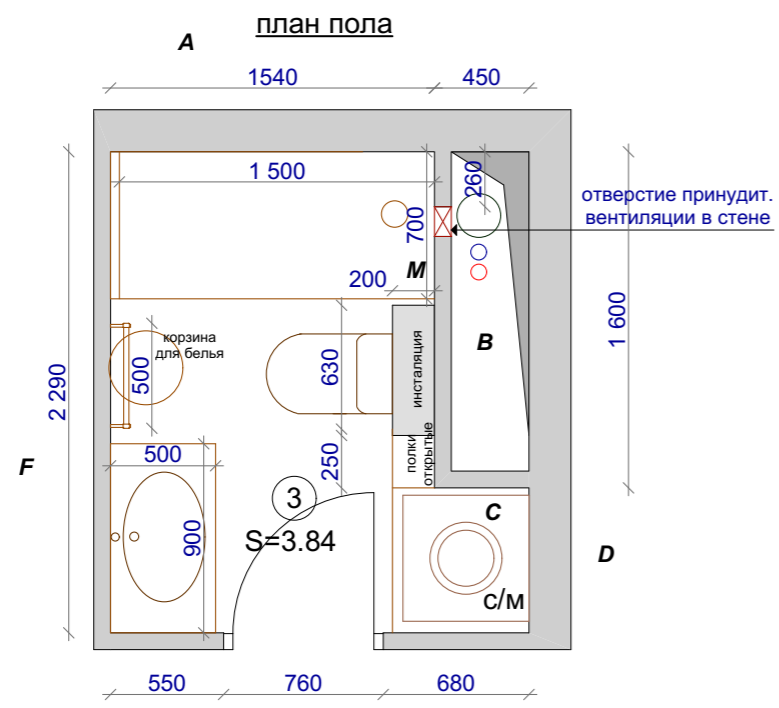 план пола
A
1540
450
1 500
260
отверстие принудит.
вентиляции в стене
700
M
200
корзина
для белья
500
630
инсталяция
B
1 600
2 290
F
500
250
полки
открытые
3
S=3.84
900
C
с/м
D
550
760
680